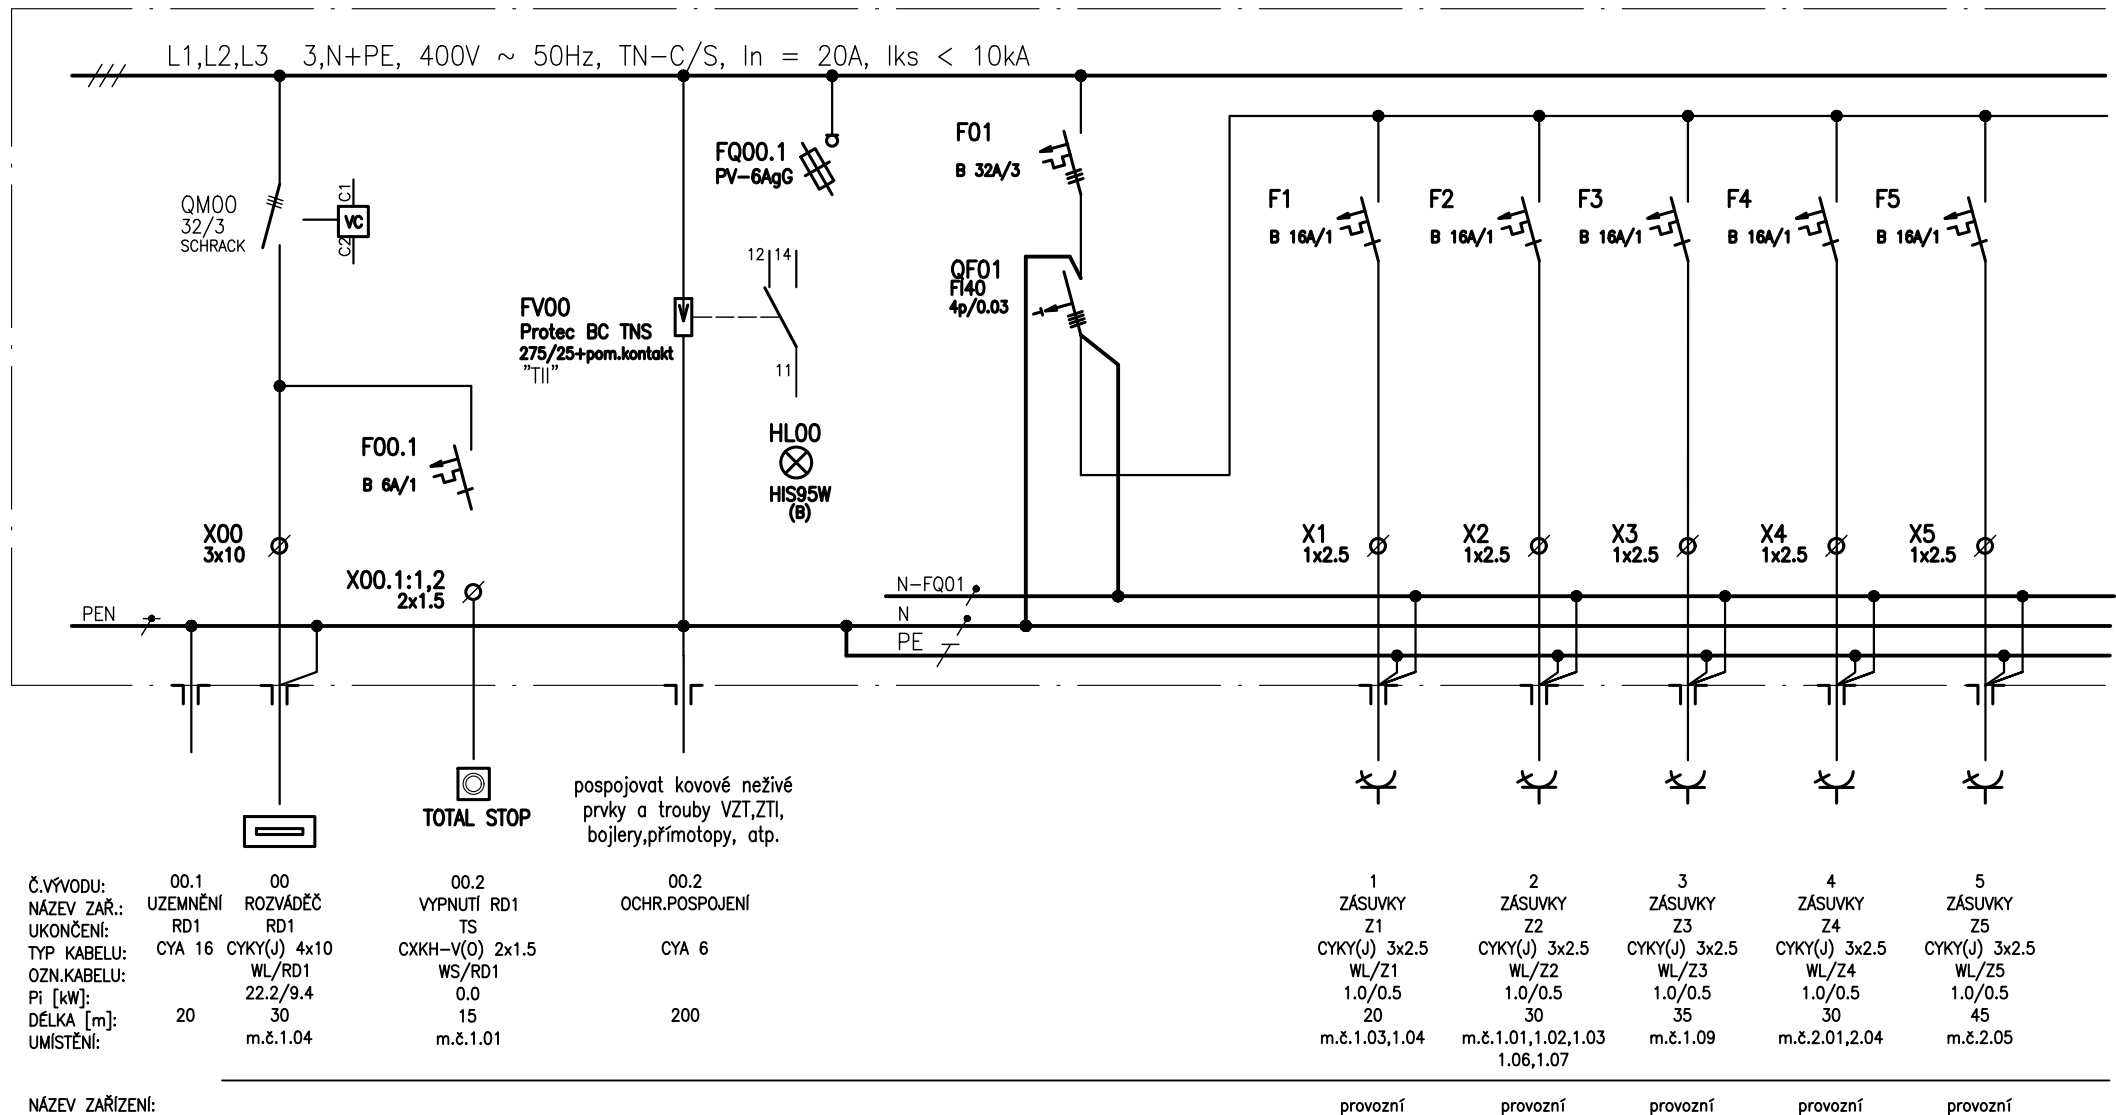 L1,L2,L3 3,N+PE, 400V ~ 50Hz, TN-C/S, In = 20A, Iks < 10kA
QM00
32/3
SCHRACK
C1
VC
C2
FQ00.1
PV-6AgG
F01
B 32A/3
F1
B 16A/1
F2
B 16A/1
F3
B 16A/1
F4
B 16A/1
F5
B 16A/1
12 14
11
QF01
FI40
4p/0.03
FV00
Protec BC TNS
275/25+pom.kontakt
"TII"
HL00
HIS95W
(B)
F00.1
B 6A/1
X00
3x10
X00.1:1,2
2x1.5
X1
1x2.5
X2
1x2.5
X3
1x2.5
X4
1x2.5
X5
1x2.5
N-FQ01
PEN
N
PE
TOTAL STOP
pospojovat kovové neživé
prvky a trouby VZT,ZTI,
bojlery,přímotopy, atp.
Č.VÝVODU: 00.1 00 00.2 00.2 1 2 3 4 5
NÁZEV ZAŘ.: UZEMNĚNÍ ROZVÁDĚČ VYPNUTÍ RD1 OCHR.POSPOJENÍ ZÁSUVKY ZÁSUVKY ZÁSUVKY ZÁSUVKY ZÁSUVKY
UKONČENÍ: RD1 RD1 TS Z1 Z2 Z3 Z4 Z5
TYP KABELU: CYA 16 CYKY(J) 4x10 CXKH-V(O) 2x1.5 CYA 6 CYKY(J) 3x2.5 CYKY(J) 3x2.5 CYKY(J) 3x2.5 CYKY(J) 3x2.5 CYKY(J) 3x2.5
OZN.KABELU: WL/RD1 WS/RD1 WL/Z1 WL/Z2 WL/Z3 WL/Z4 WL/Z5
Pi [kW]: 22.2/9.4 0.0 1.0/0.5 1.0/0.5 1.0/0.5 1.0/0.5 1.0/0.5
DÉLKA [m]: 20 30 15 200 20 30 35 30 45
UMÍSTĚNÍ: m.č.1.04 m.č.1.01 m.č.1.03,1.04 m.č.1.01,1.02,1.03 m.č.1.09 m.č.2.01,2.04 m.č.2.05
1.06,1.07
NÁZEV ZAŘÍZENÍ: provozní provozní provozní provozní provozní